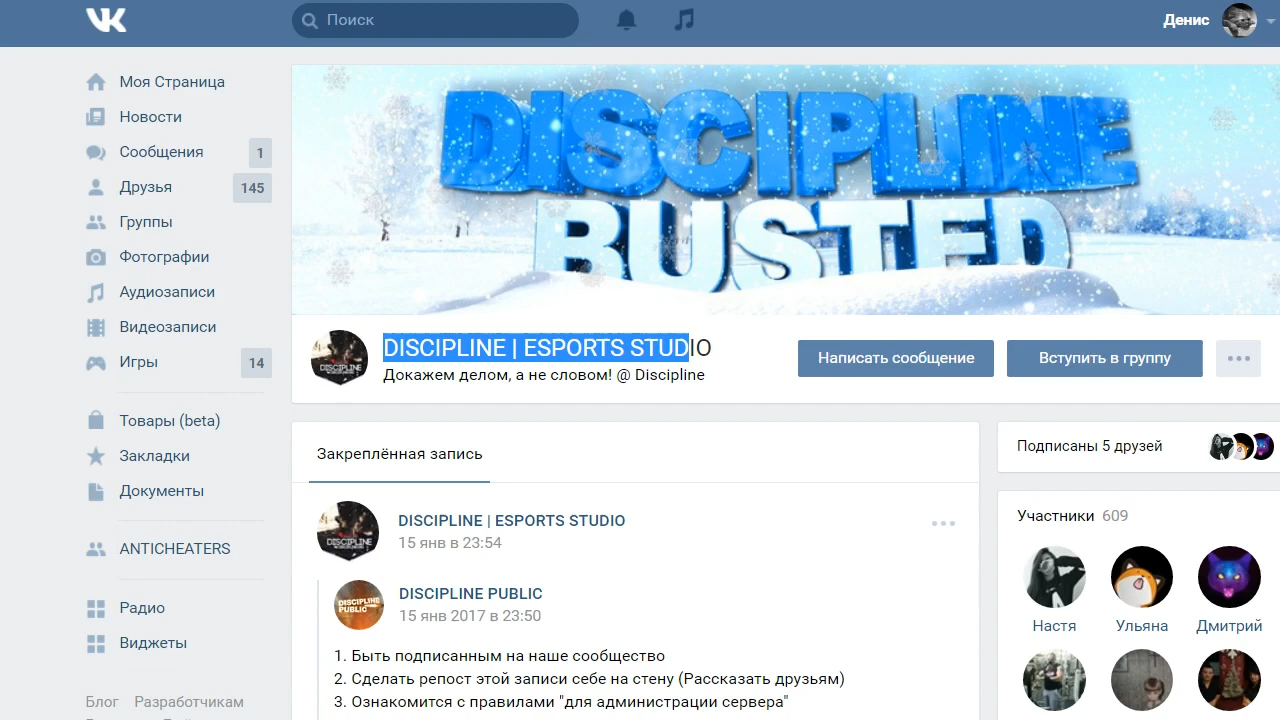 Поиск
Денис
Моя Страница
Новости
Сообщения 1
Друзья 145
Группы
Фотографии
Аудиозаписи
Видеозаписи
Игры 14
Товары (beta)
Закладки
Документы
ANTICHEATERS
Радио
Виджеты
Блог Разработчикам
DISCIPLINE
BUSTED
DISCIPLINE | ESPORTS STUDIO
Докажем делом, а не словом! @ Discipline
Написать сообщение
Вступить в группу
Закреплённая запись
DISCIPLINE
DISCIPLINE | ESPORTS STUDIO
15 янв в 23:54
DISCIPLINE
PUBLIC
DISCIPLINE PUBLIC
15 янв 2017 в 23:50
1. Быть подписанным на наше сообщество
2. Сделать репост этой записи себе на стену (Рассказать друзьям)
3. Ознакомится с правилами "для администрации сервера"
Подписаны 5 друзей
Участники 609
Настя
Ульяна
Дмитрий